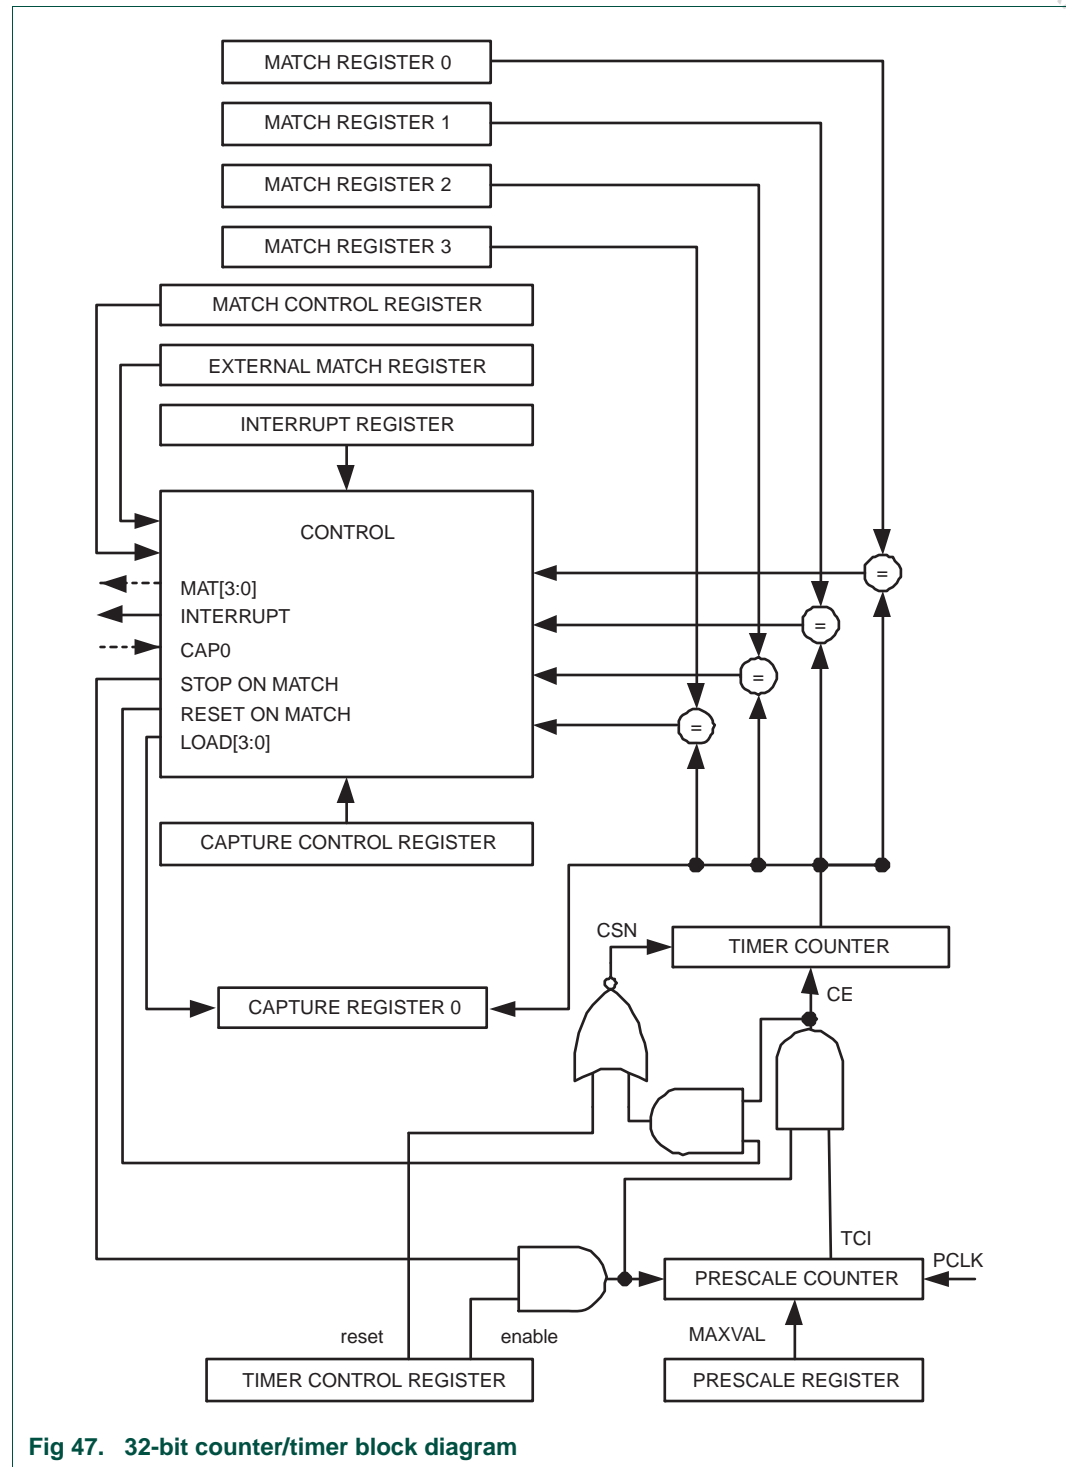 MATCH REGISTER 0
MATCH REGISTER 1
MATCH REGISTER 2
MATCH REGISTER 3
MATCH CONTROL REGISTER
EXTERNAL MATCH REGISTER
INTERRUPT REGISTER
CONTROL
=
MAT[3:0]
INTERRUPT
=
CAP0
STOP ON MATCH
=
RESET ON MATCH
=
LOAD[3:0]
CAPTURE CONTROL REGISTER
CSN
TIMER COUNTER
CE
CAPTURE REGISTER 0
TCI
PCLK
PRESCALE COUNTER
reset
enable
MAXVAL
TIMER CONTROL REGISTER
PRESCALE REGISTER
Fig 47. 32-bit counter/timer block diagram